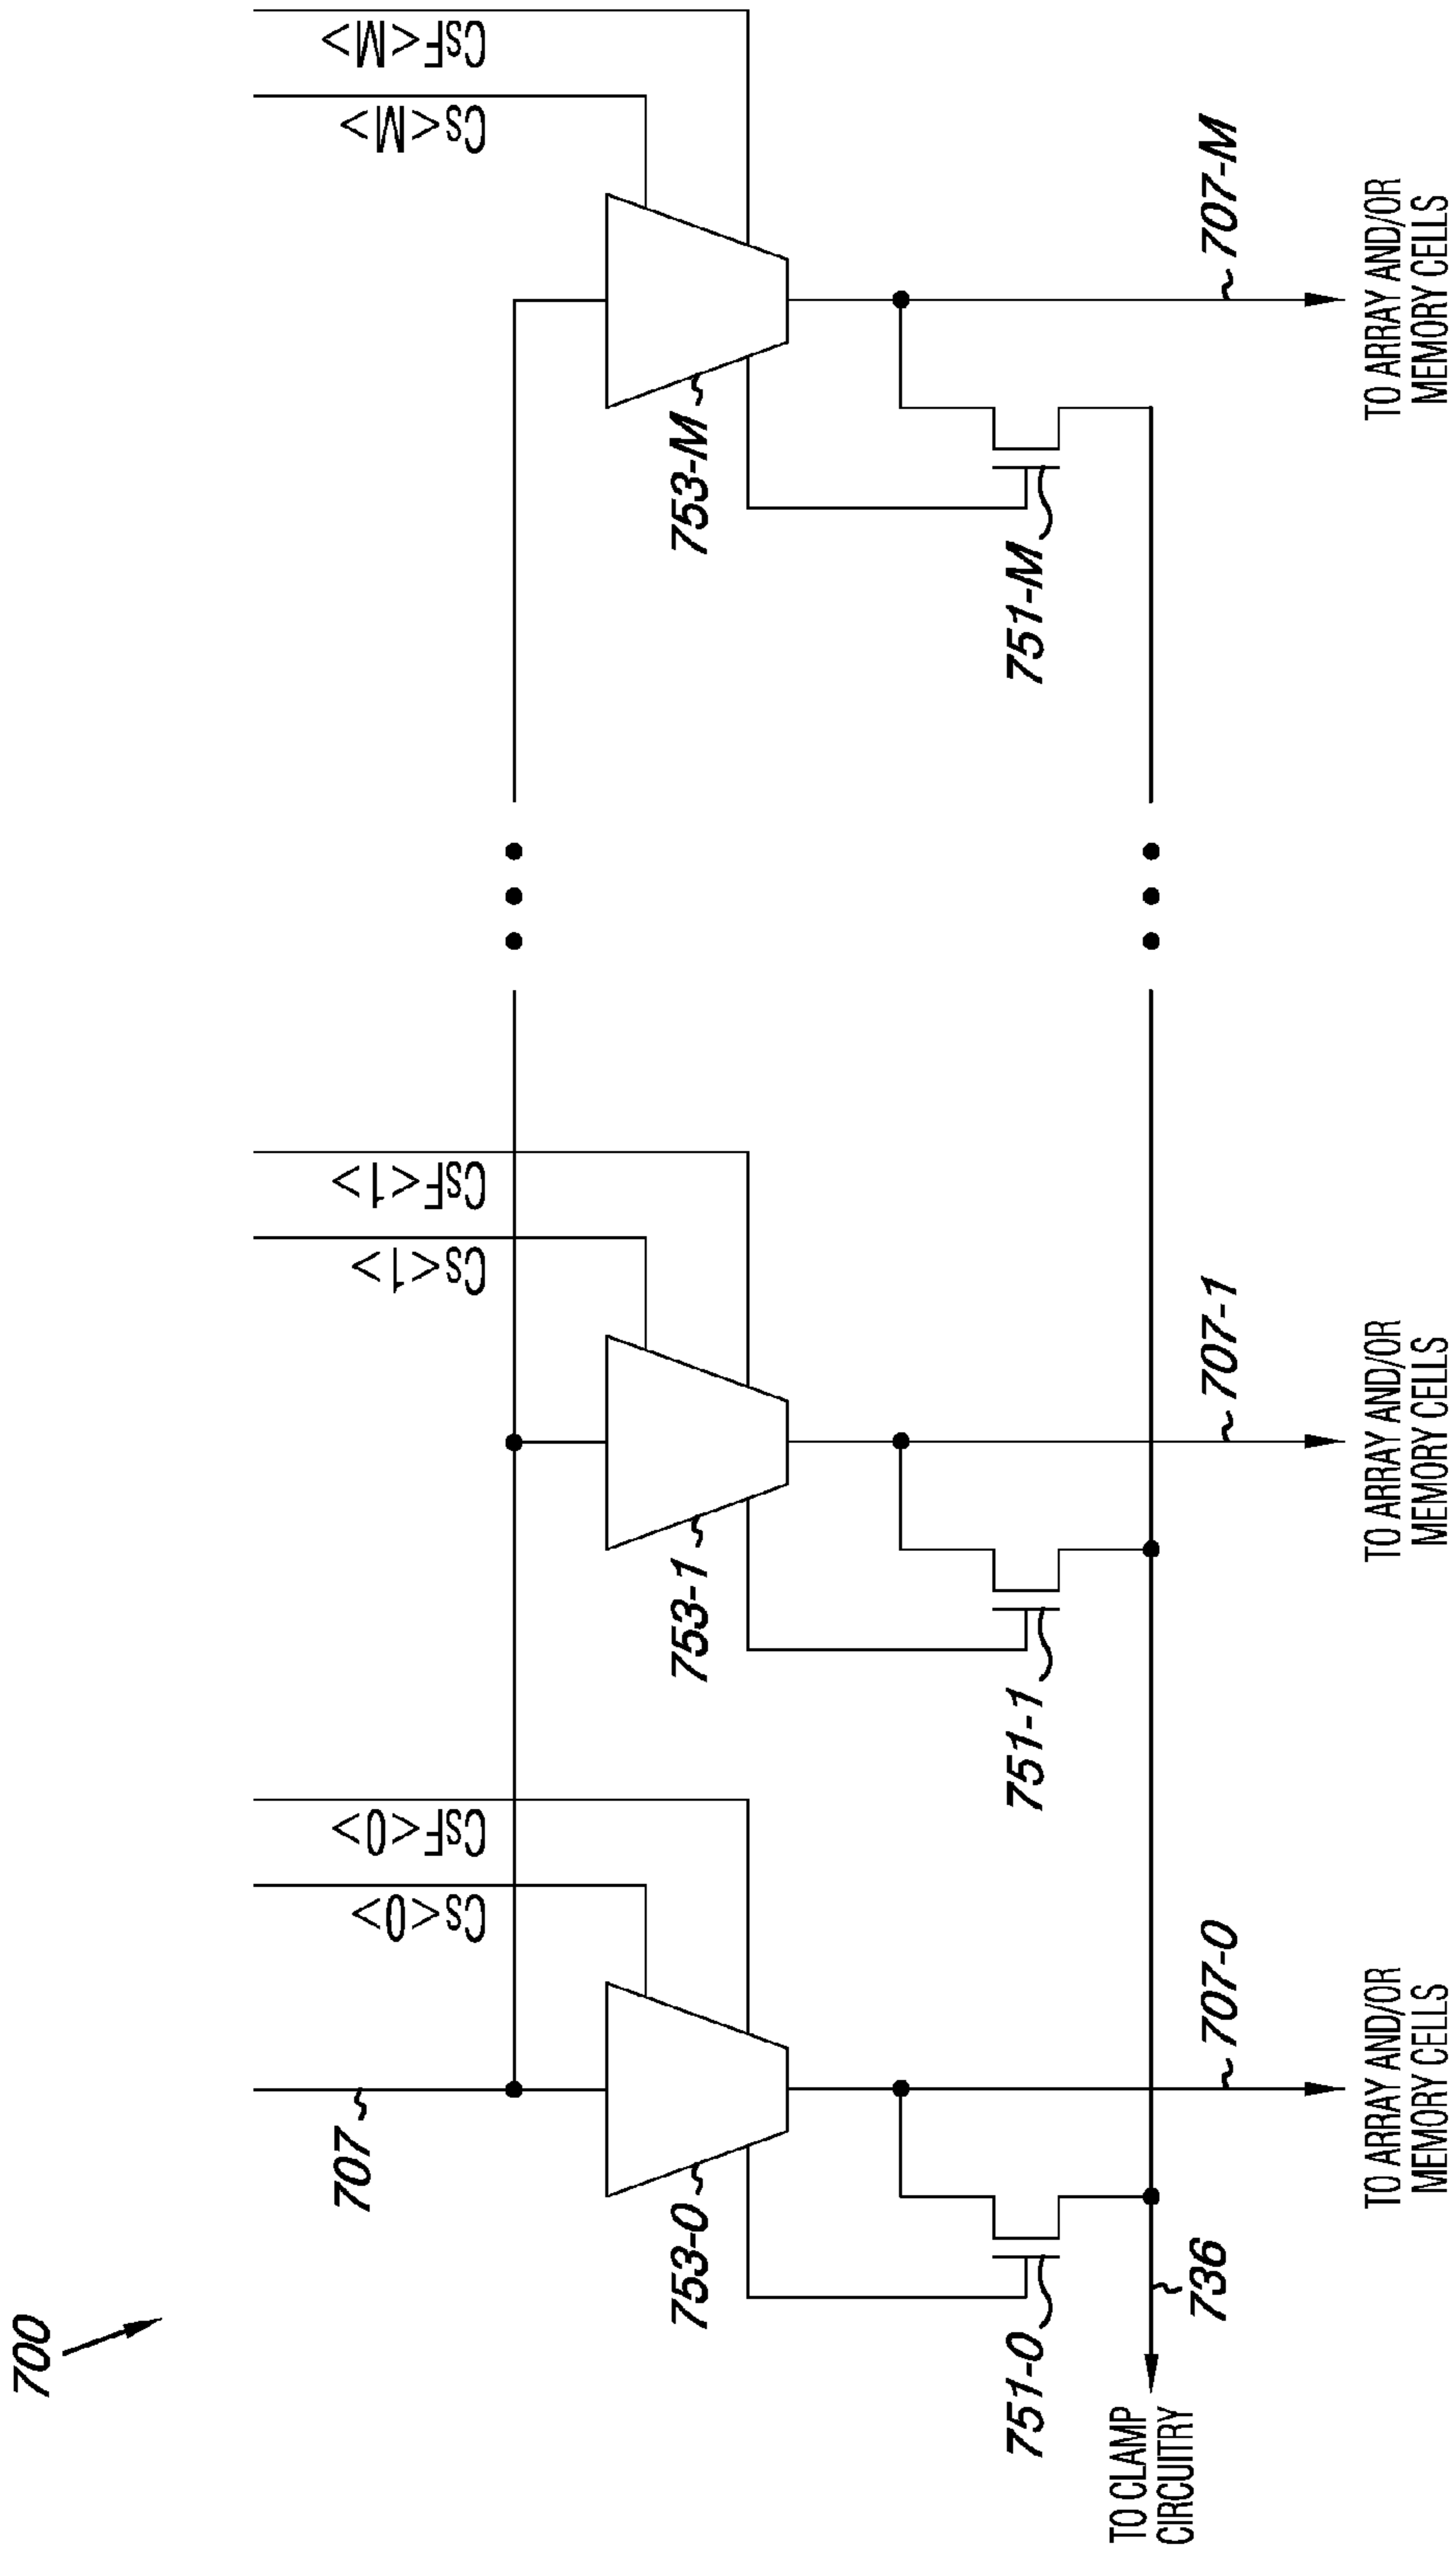 700
707
Cs<0>
CsF<0>
Cs<1>
CsF<1>
Cs<M>
CsF<M>
753-0
753-1
753-M
751-0
751-1
751-M
736
707-0
707-1
707-M
TO CLAMP
CIRCUITRY
TO ARRAY AND/OR
MEMORY CELLS
TO ARRAY AND/OR
MEMORY CELLS
TO ARRAY AND/OR
MEMORY CELLS